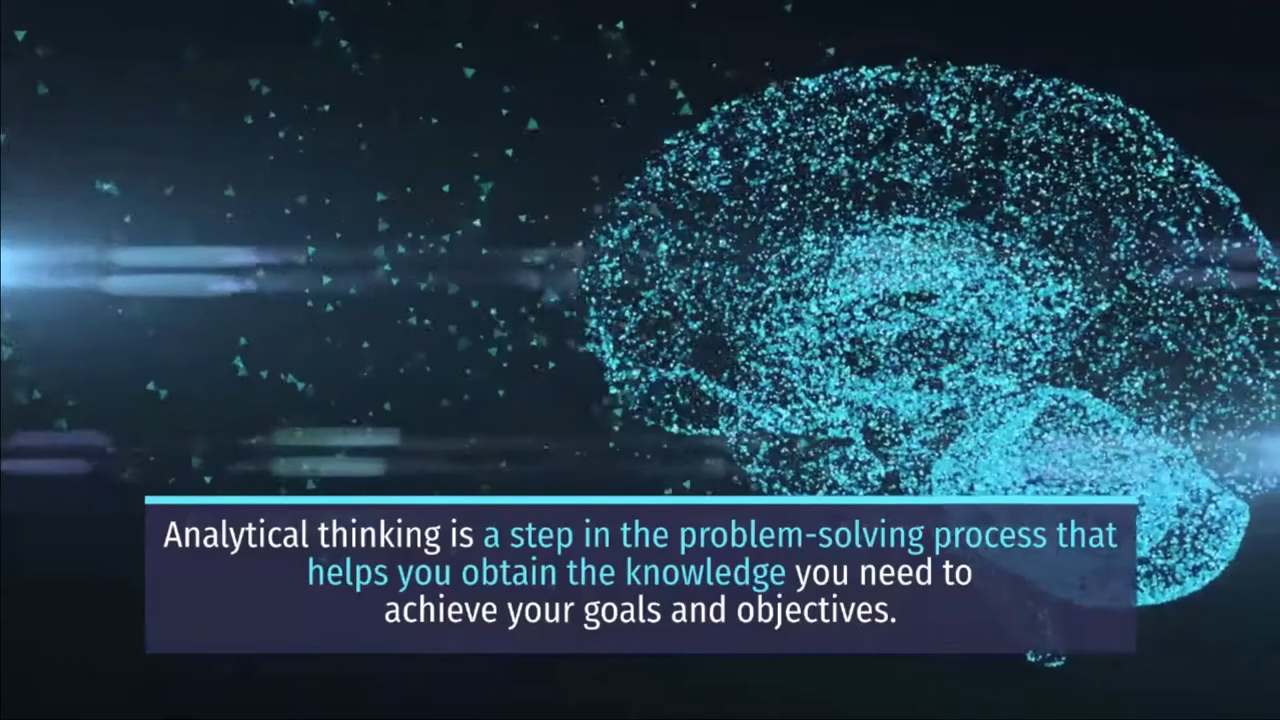 Analytical thinking is a step in the problem-solving process that
helps you obtain the knowledge you need to
achieve your goals and objectives.